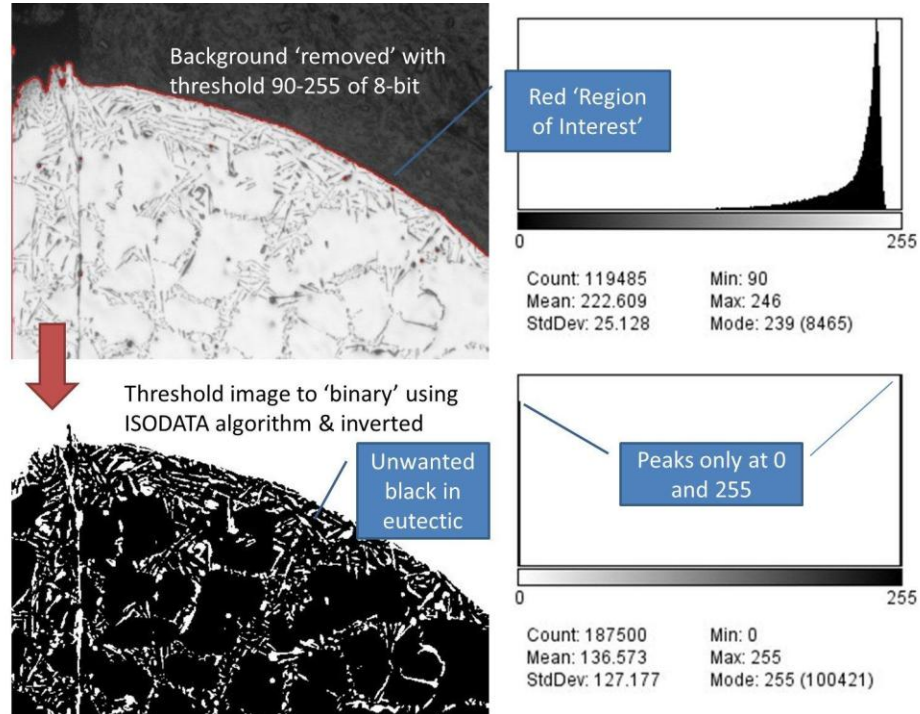 Background ‘removed’ with
threshold 90-255 of 8-bit
Red ‘Region
of Interest’
0
255
Count: 119485
Min: 90
Mean: 222.609
Max: 246
StdDev: 25.128
Mode: 239 (8465)
Threshold image to ‘binary’ using
ISODATA algorithm & inverted
Unwanted
black in
eutectic
Peaks only at 0
and 255
0
255
Count: 187500
Min: 0
Mean: 136.573
Max: 255
StdDev: 127.177
Mode: 255 (100421)